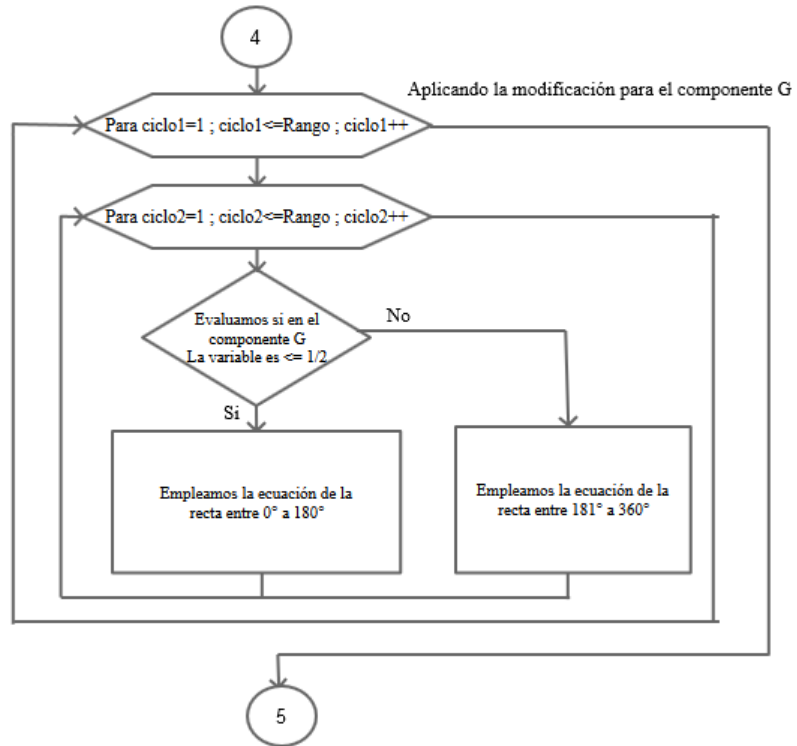 4
Aplicando la modificación para el componente G
Para ciclo1=1 ; ciclo1<=Rango ; ciclo1++
Para ciclo2=1 ; ciclo2<=Rango ; ciclo2++
Evaluamos si en el
componente G
La variable es <= 1/2
No
Si
Empleamos la ecuación de la
recta entre 0° a 180°
Empleamos la ecuación de la
recta entre 181° a 360°
5